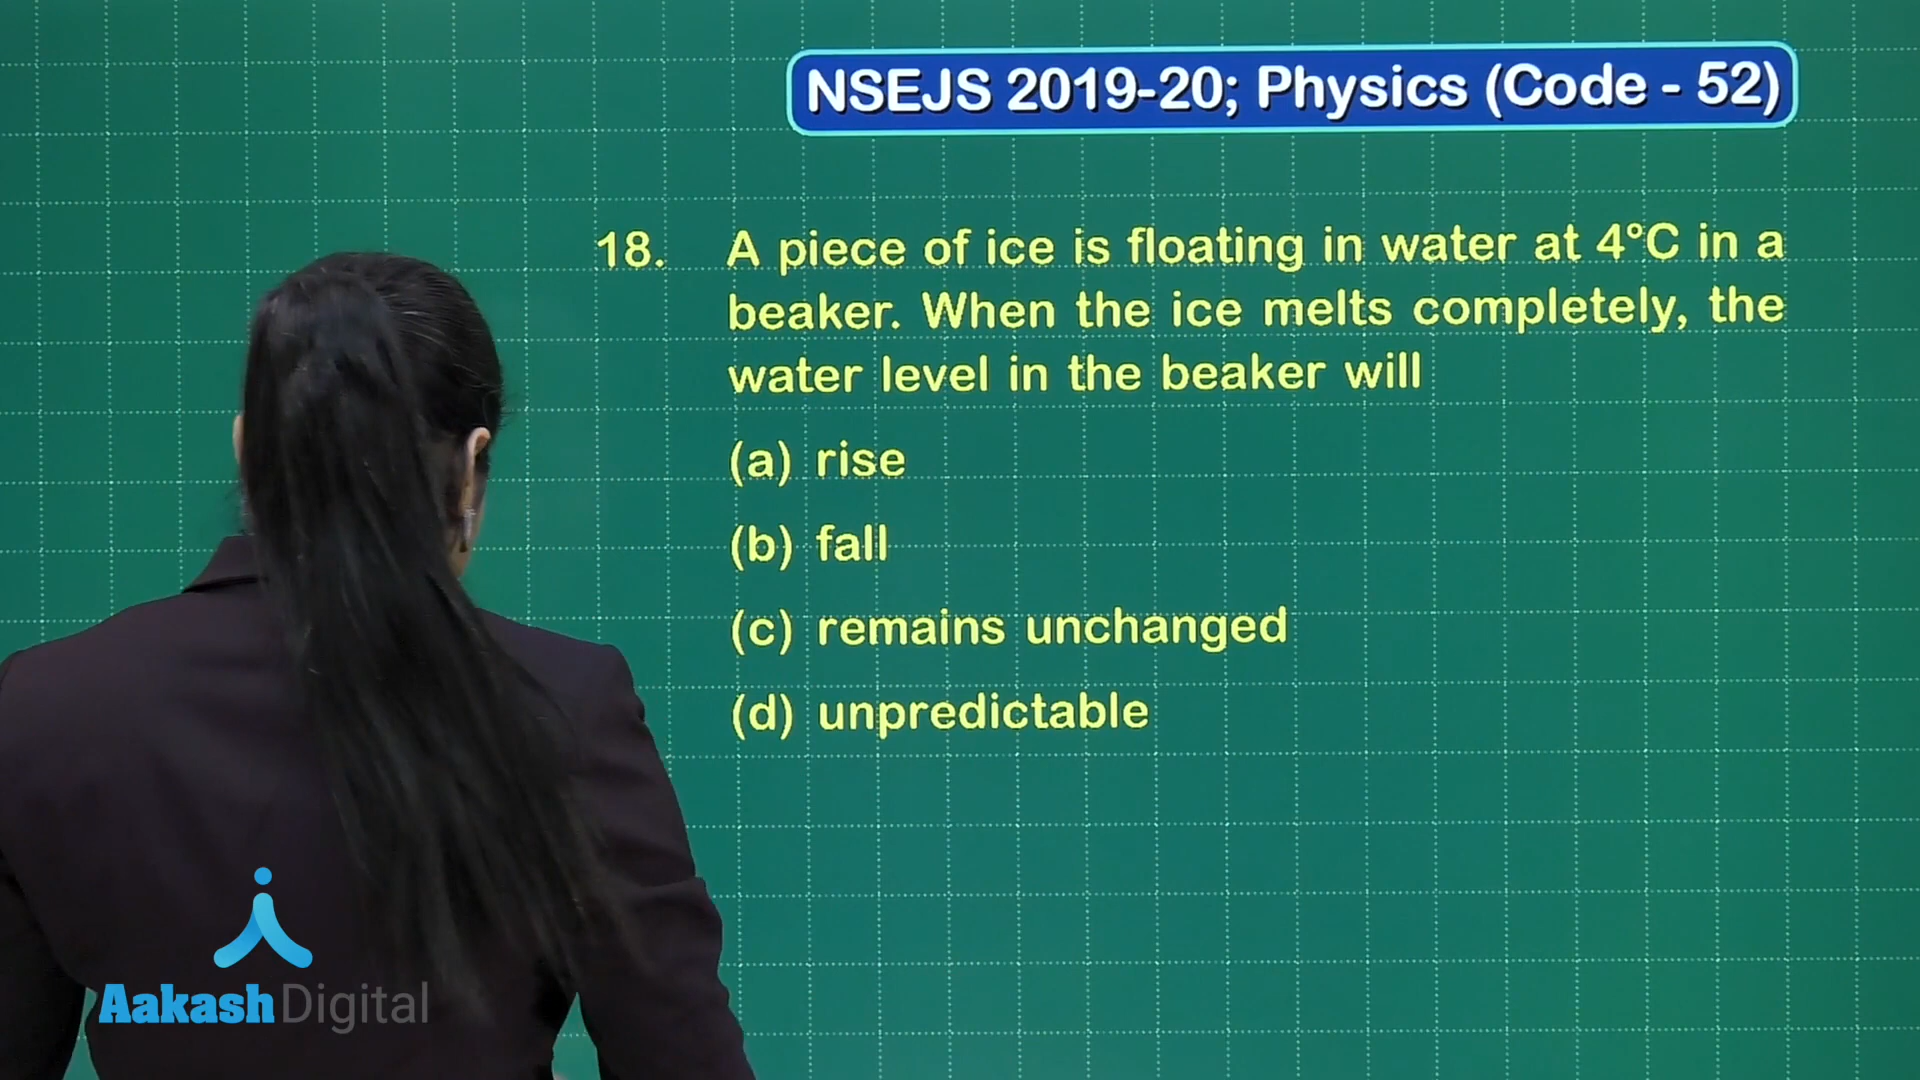 NSEJS 2019-20; Physics (Code - 52)
18. A piece of ice is floating in water at 4°C in a
beaker. When the ice melts completely, the
water level in the beaker will
(a) rise
(b) fall
(c) remains unchanged
(d) unpredictable
Aakash Digital